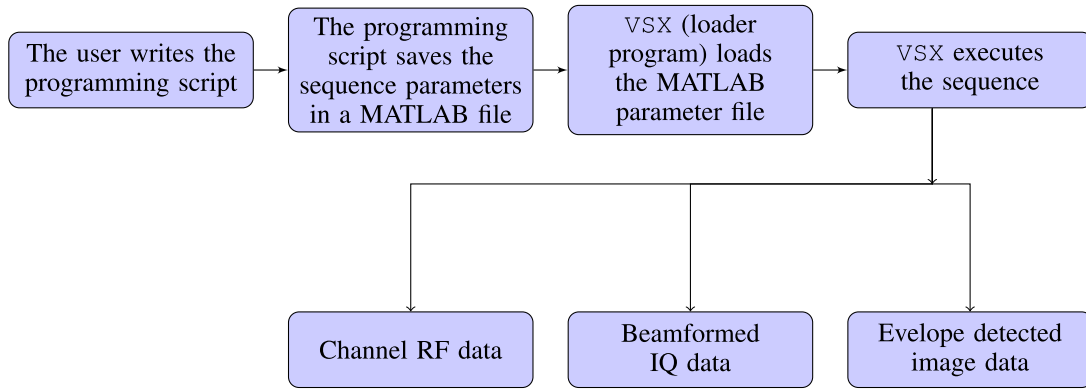 The user writes the
programming script
The programming
script saves the
sequence parameters
in a MATLAB file
VSX (loader
program) loads
the MATLAB
parameter file
VSX executes
the sequence
Channel RF data
Beamformed
IQ data
Evelope detected
image data